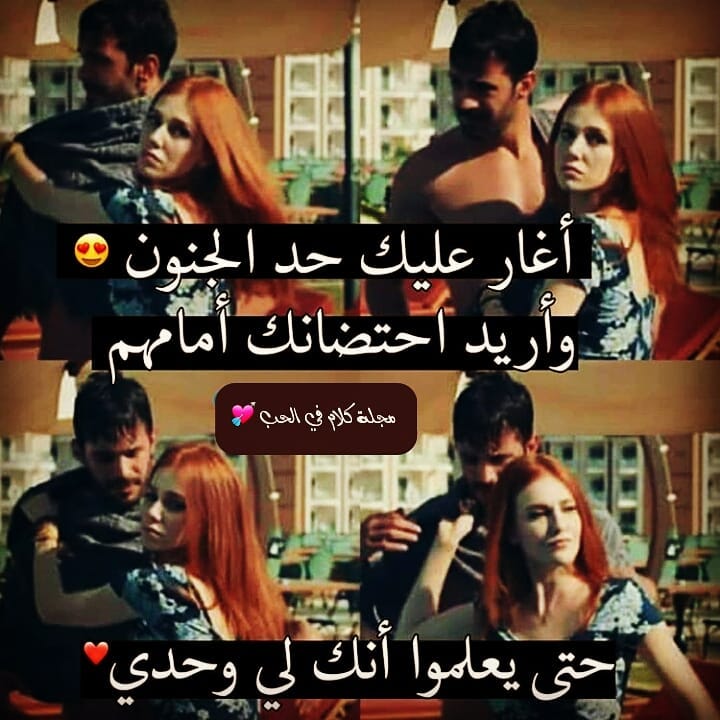 أغار عليك حد الجنون 😍
وأريد احتضانك أمامهم
مجلة كلام في الحب 💘
حتى يعلموا أنك لي وحدي ❤